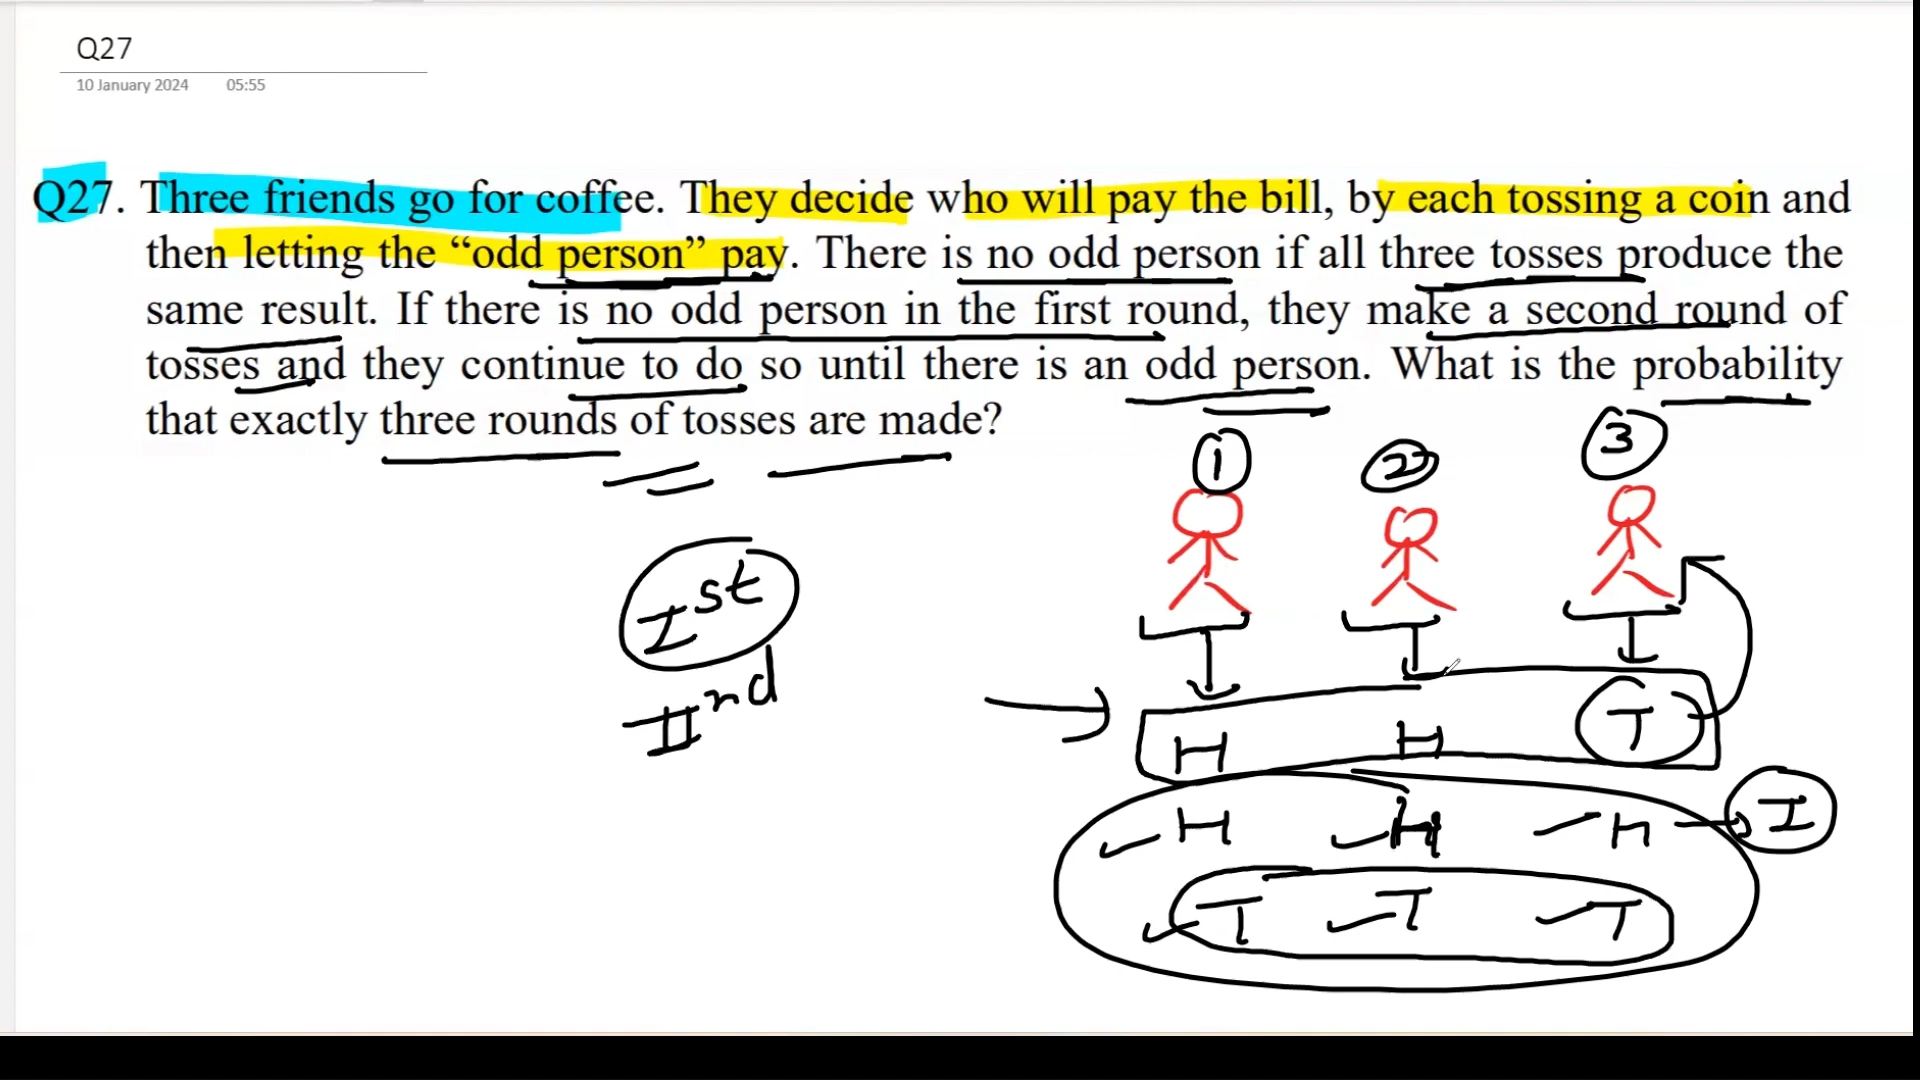 Q27
10 January 2024 05:55
Q27. Three friends go for coffee. They decide who will pay the bill, by each tossing a coin and
then letting the “odd person” pay. There is no odd person if all three tosses produce the
same result. If there is no odd person in the first round, they make a second round of
tosses and they continue to do so until there is an odd person. What is the probability
that exactly three rounds of tosses are made?
1 2 3
Ist
IInd
H H T
H H H I
T T T